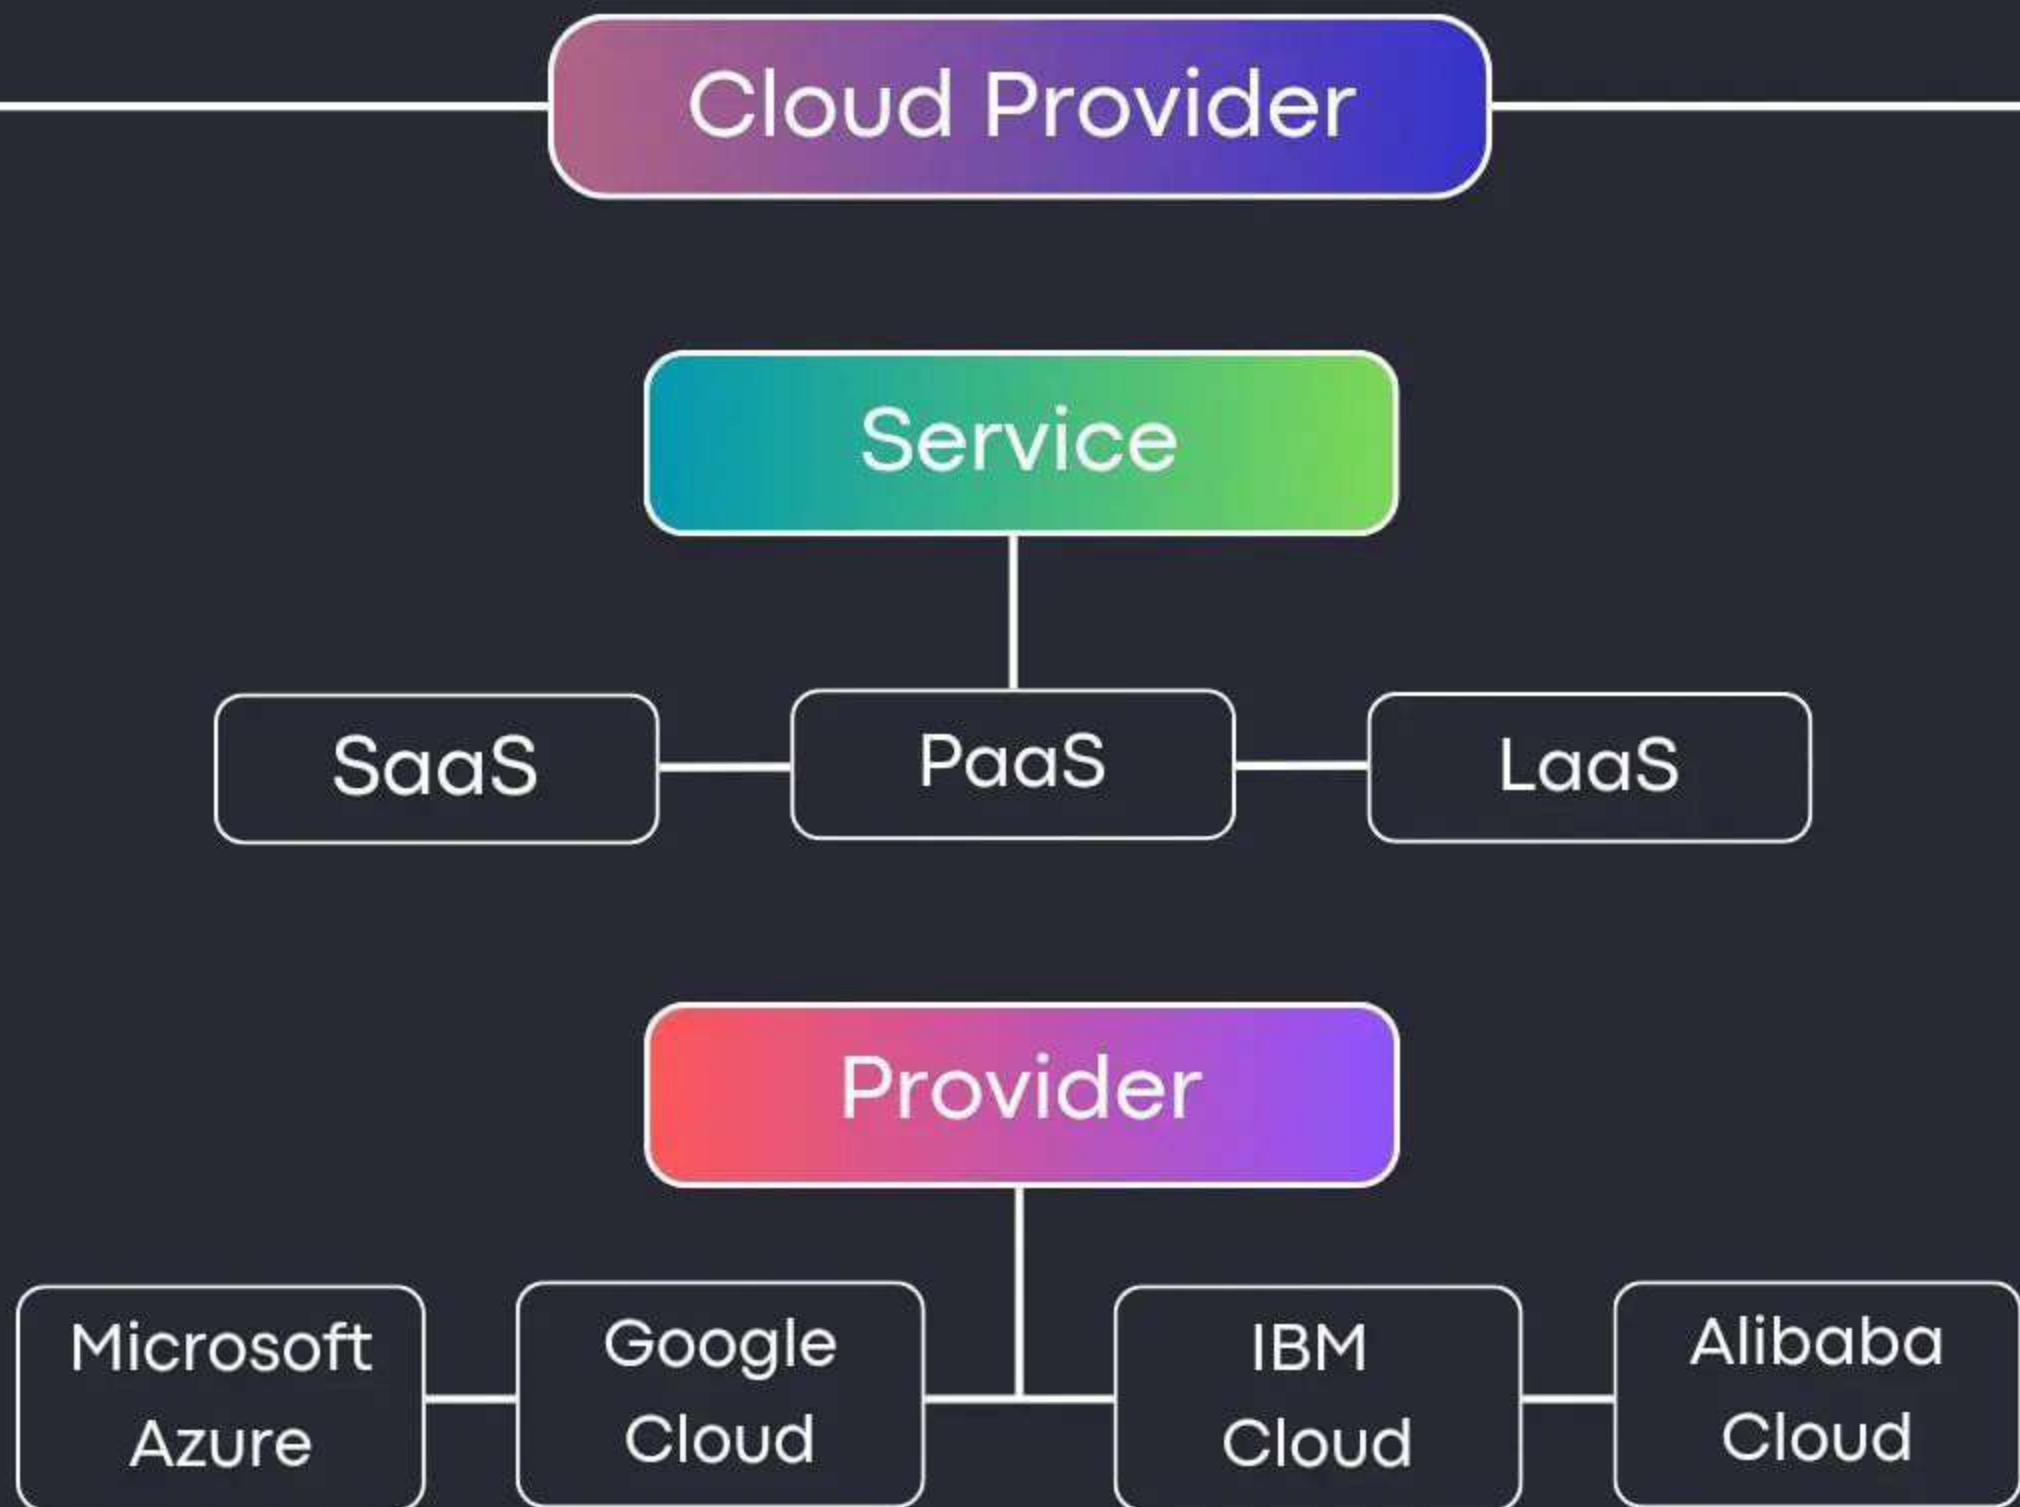 Cloud Provider
Service
SaaS
PaaS
LaaS
Provider
Microsoft
Azure
Google
Cloud
IBM
Cloud
Alibaba
Cloud